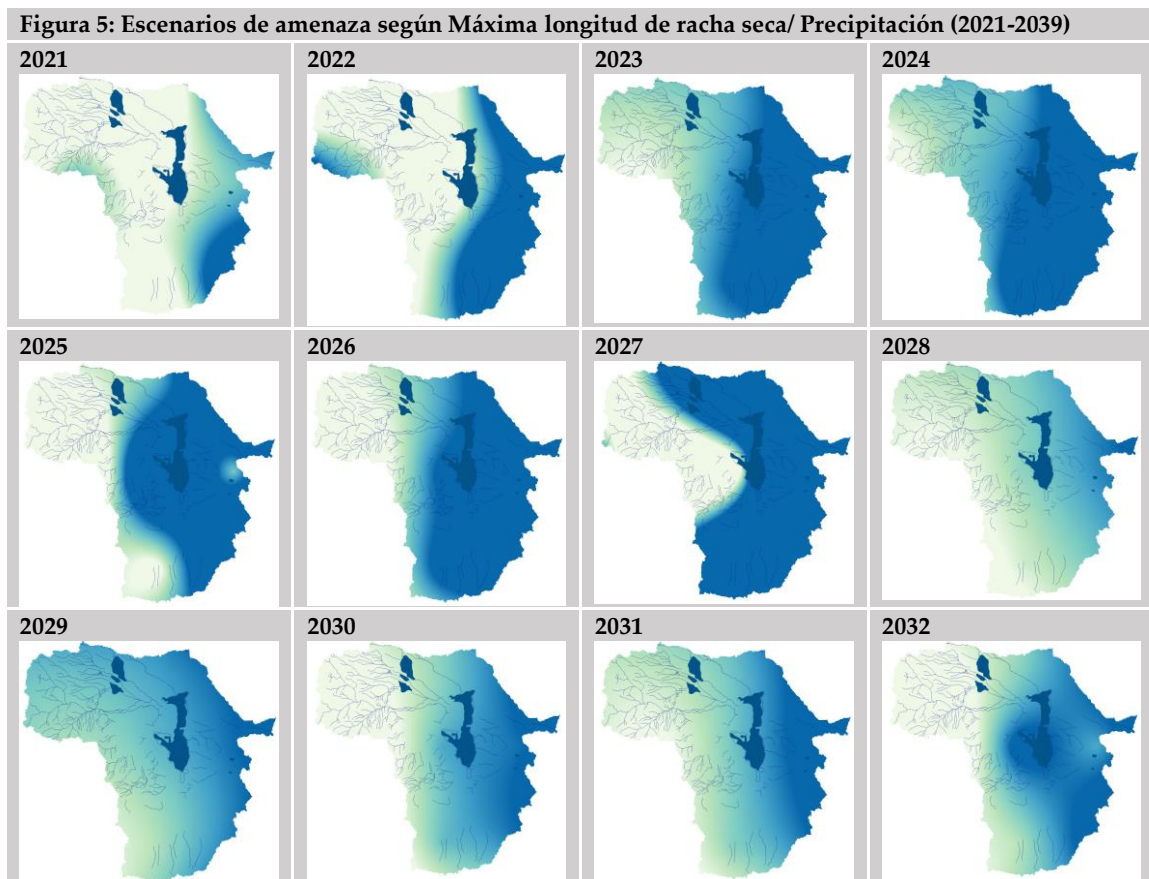 Figura 5: Escenarios de amenaza según Máxima longitud de racha seca/ Precipitación (2021-2039)
2021 2022 2023 2024
2025 2026 2027 2028
2029 2030 2031 2032